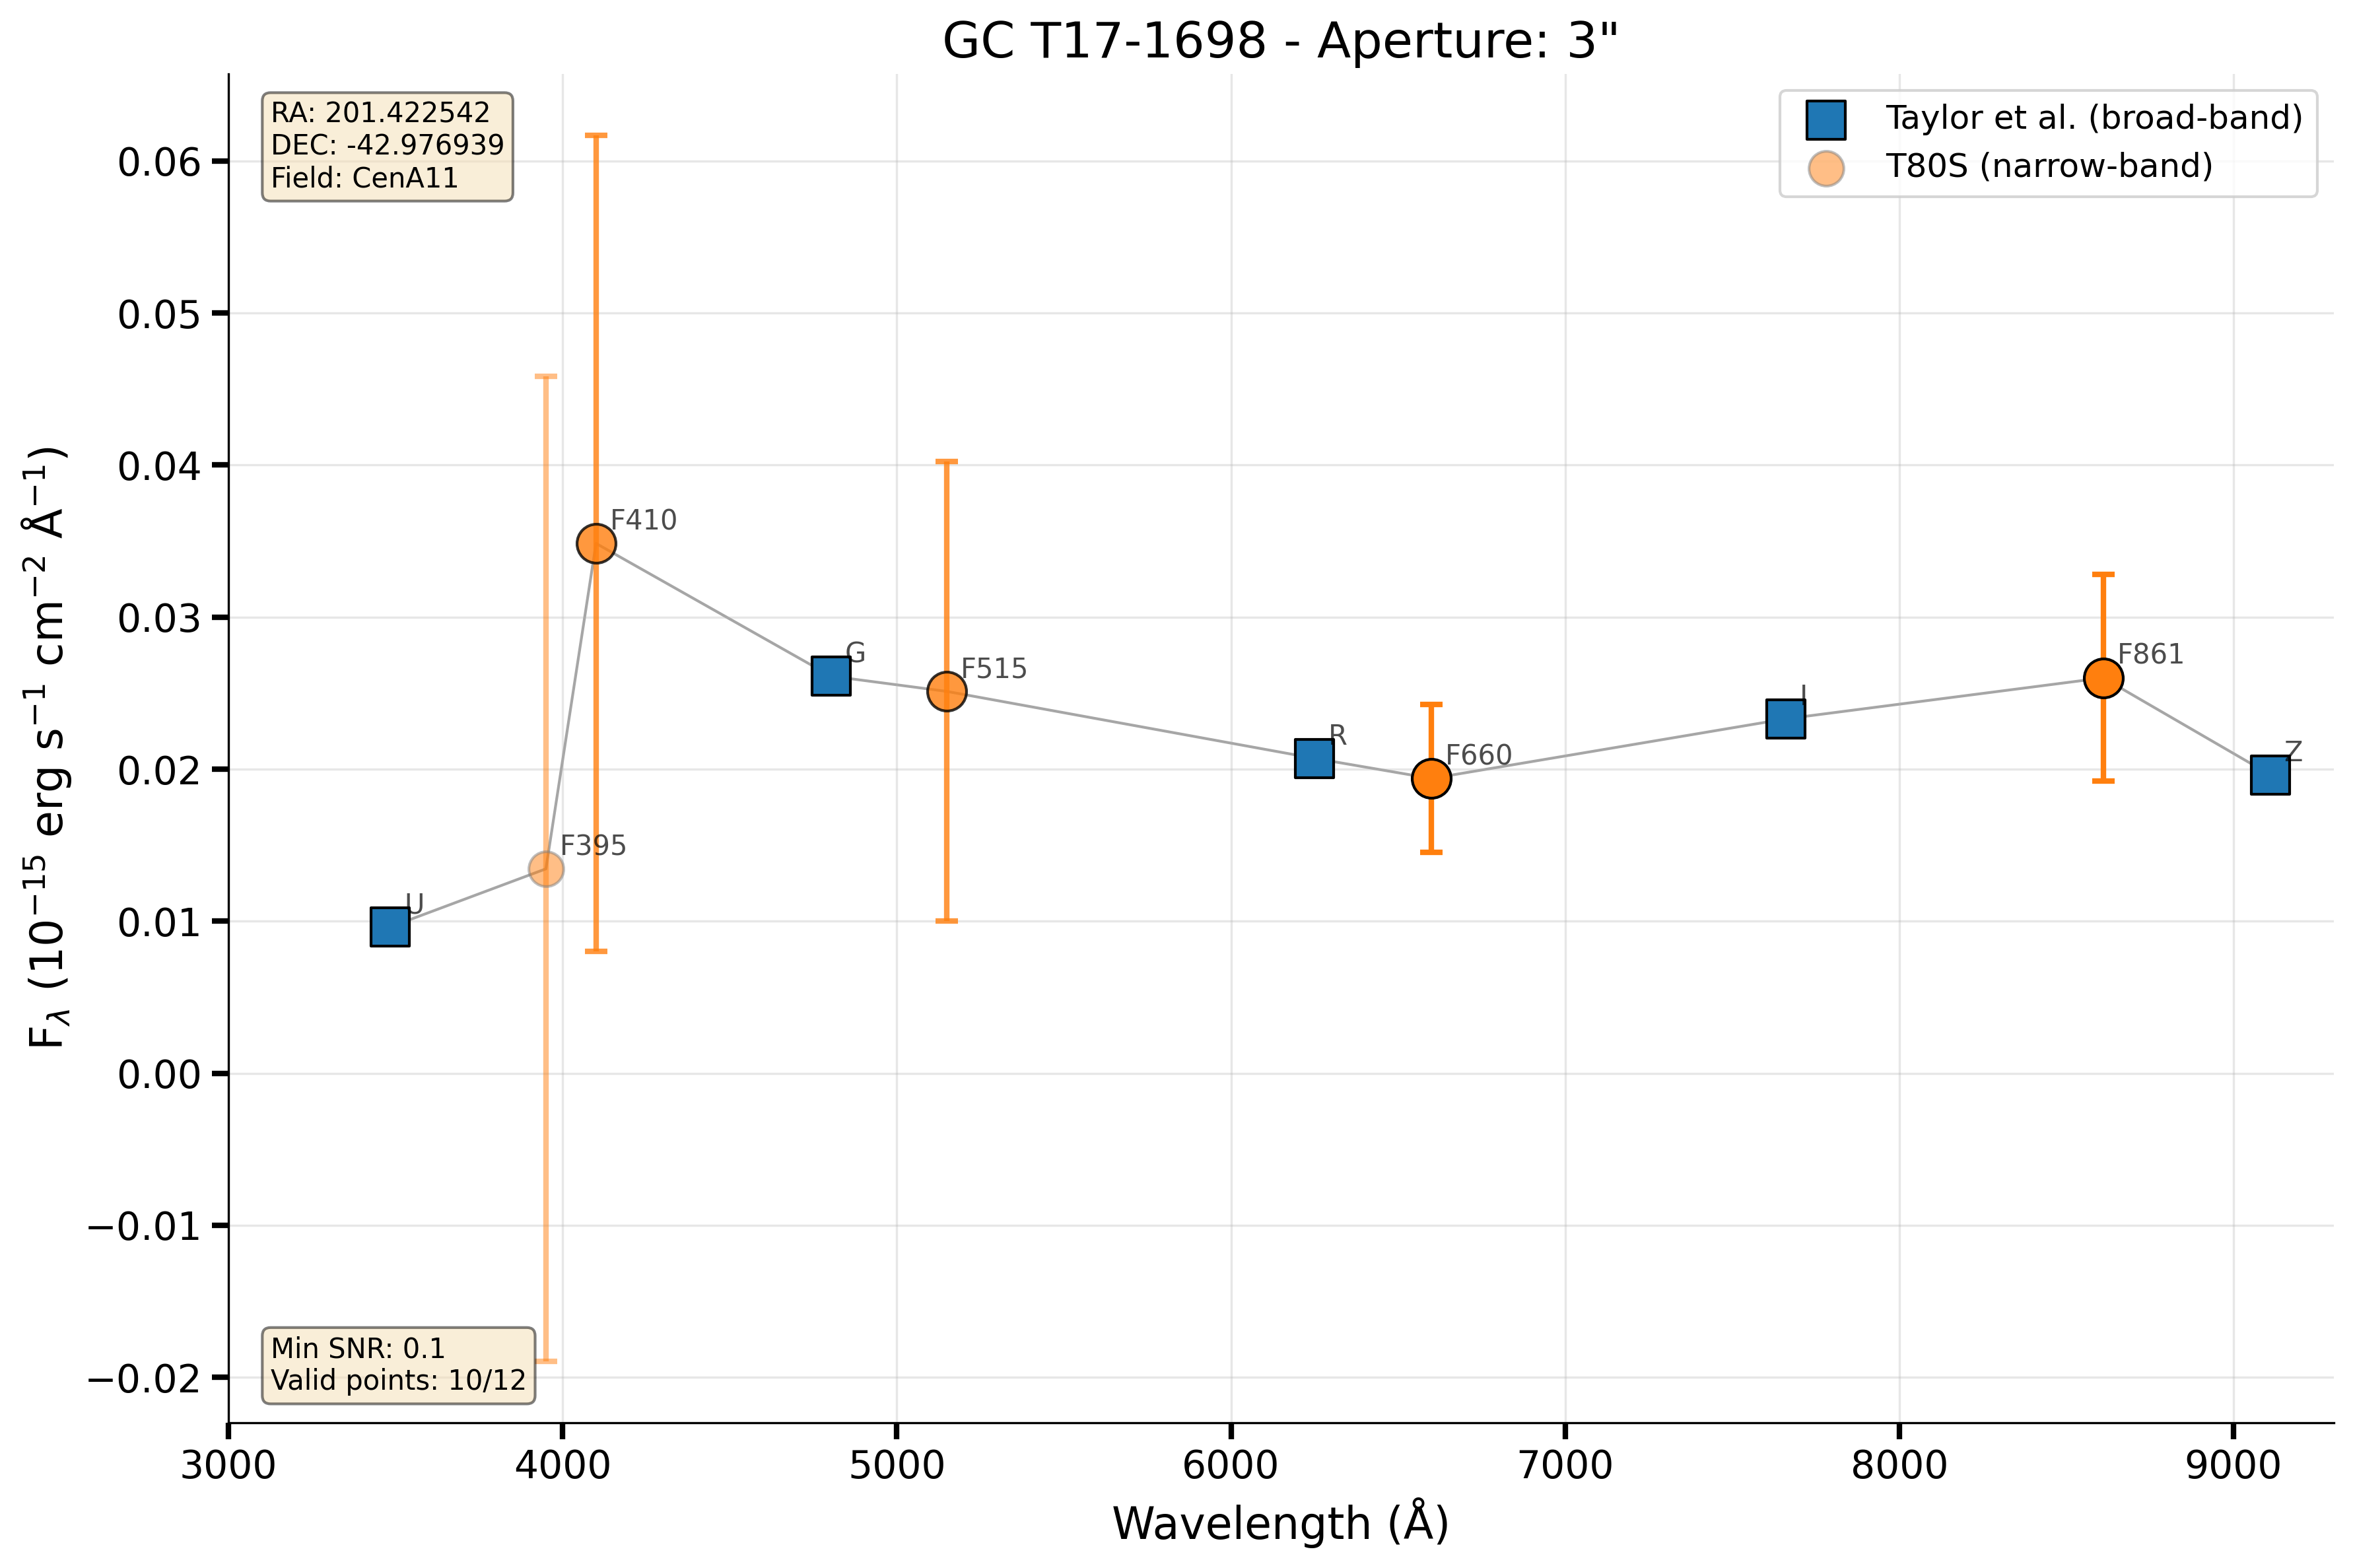 GC T17-1698 - Aperture: 3"
RA: 201.422542
DEC: -42.976939
Field: CenA11
Taylor et al. (broad-band)
T80S (narrow-band)
0.06
0.05
0.04
0.03
0.02
0.01
0.00
−0.01
−0.02
F_λ (10⁻¹⁵ erg s⁻¹ cm⁻² Å⁻¹)
U
F395
F410
G
F515
R
F660
I
F861
Z
Min SNR: 0.1
Valid points: 10/12
3000
4000
5000
6000
7000
8000
9000
Wavelength (Å)